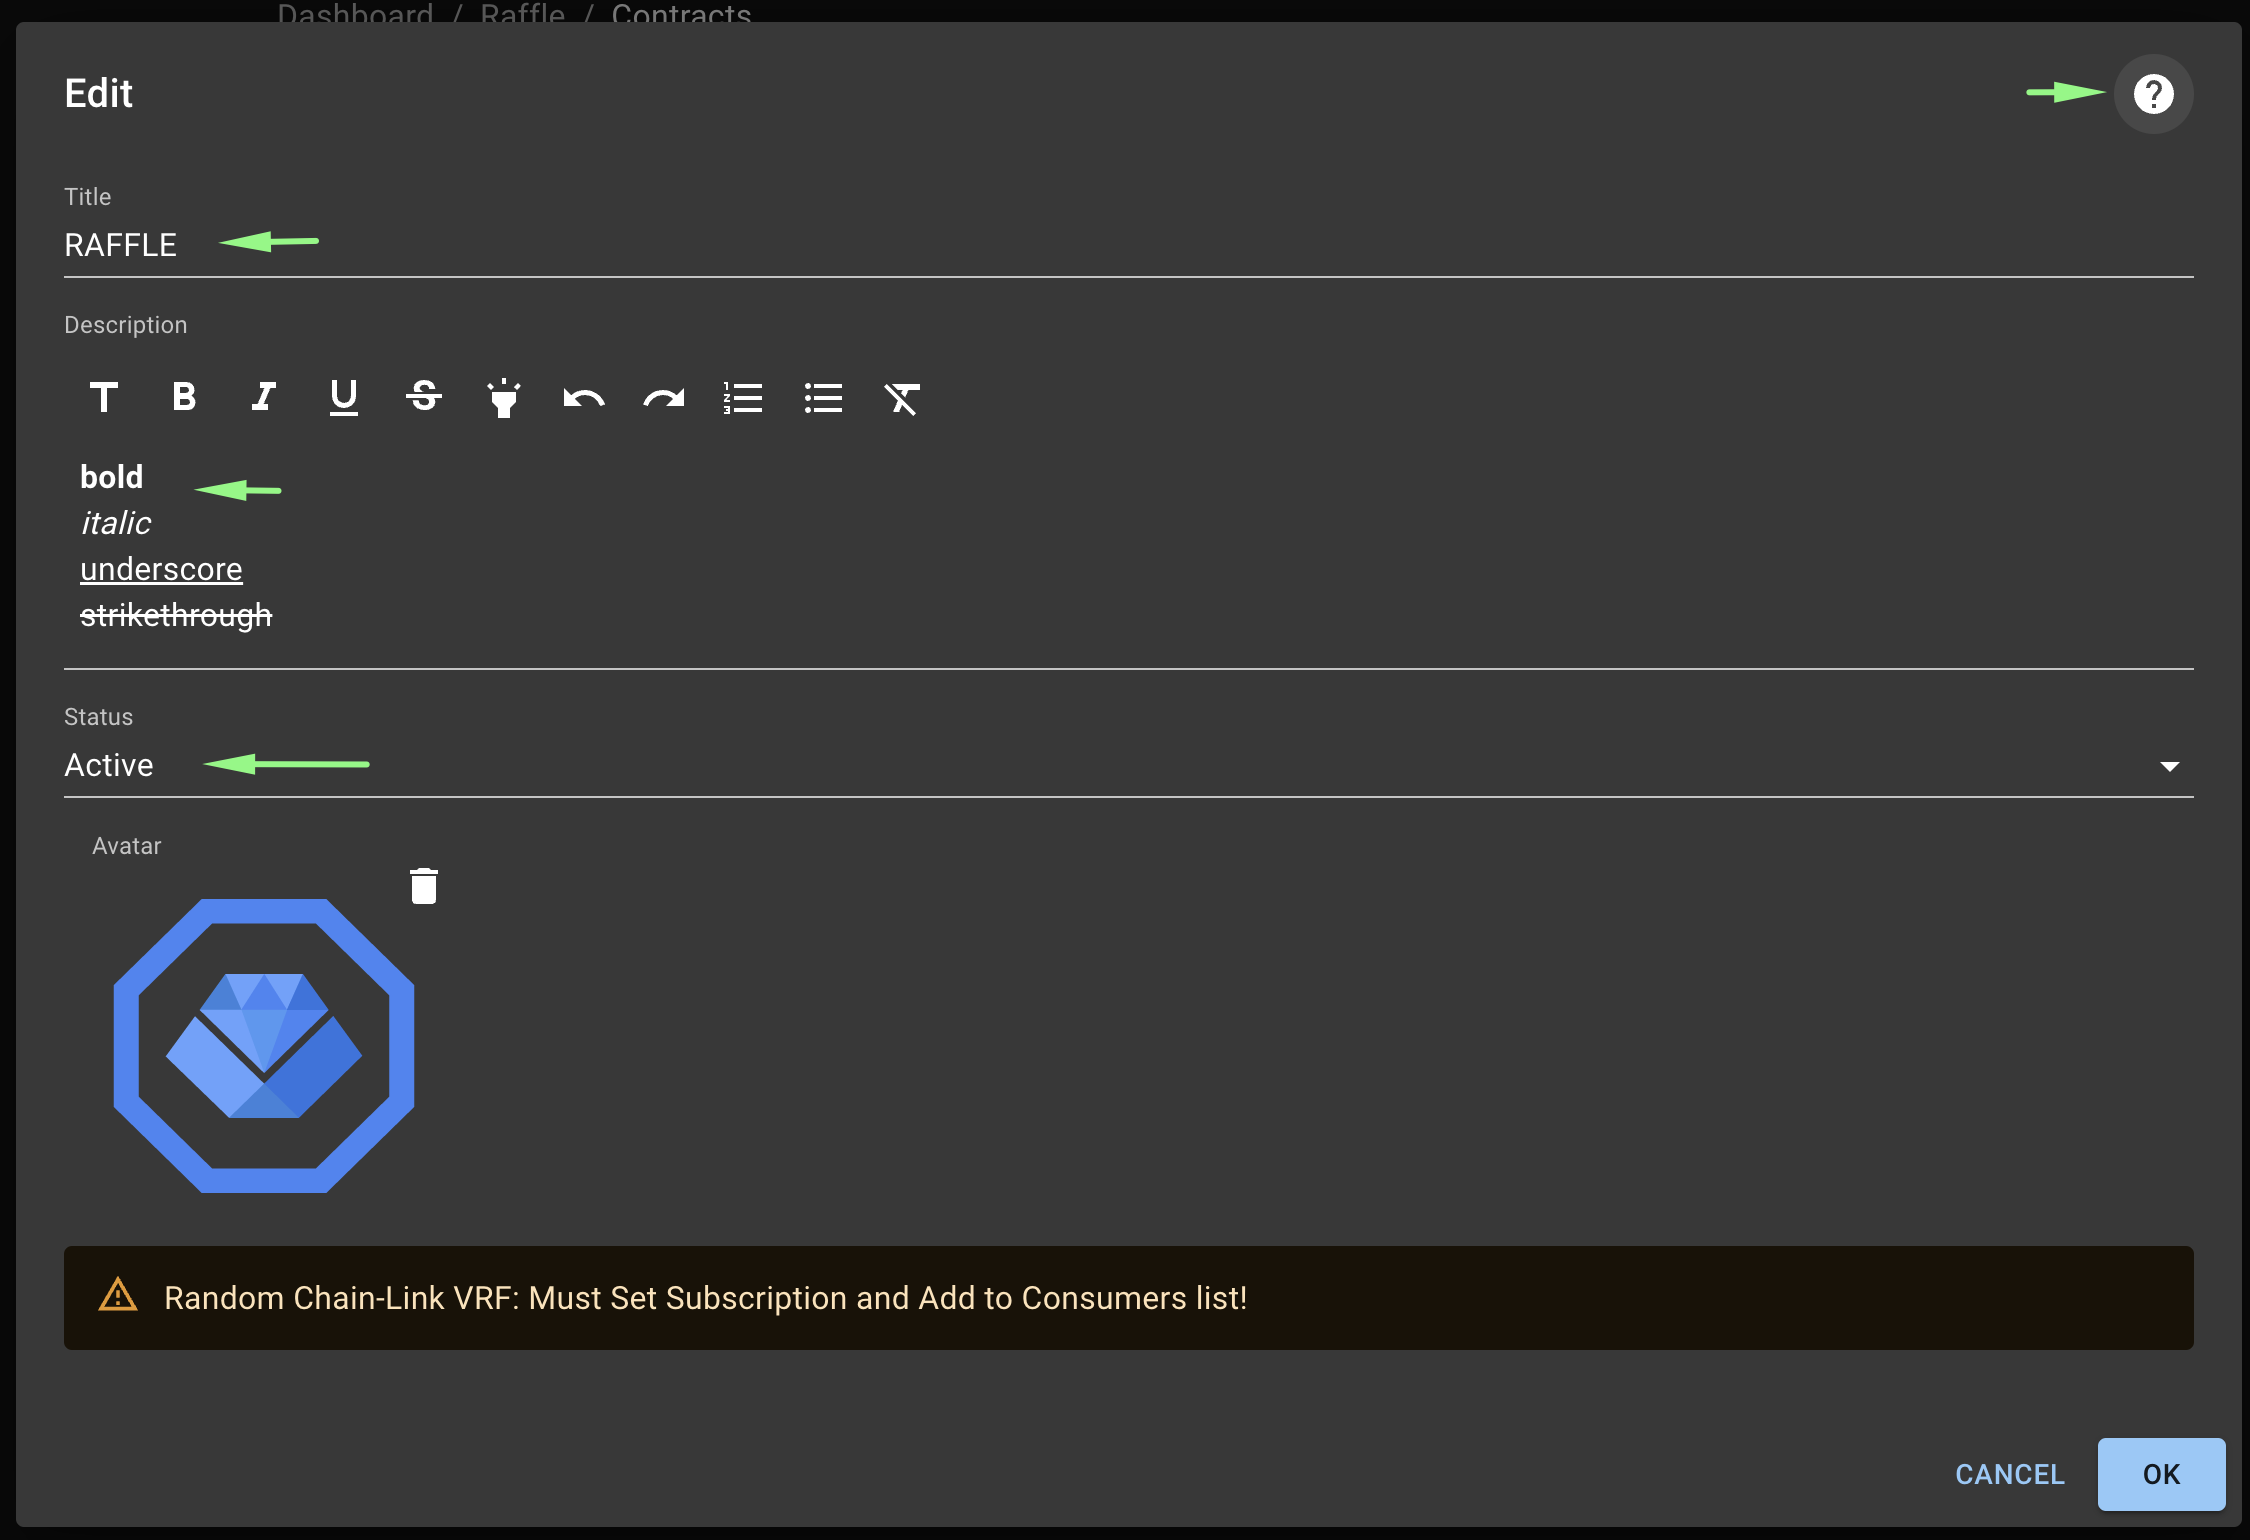 Dashboard / Raffle / Contracts
Edit
Title
RAFFLE
Description
bold
italic
underscore
strikethrough
Status
Active
Avatar
Random Chain-Link VRF: Must Set Subscription and Add to Consumers list!
CANCEL OK